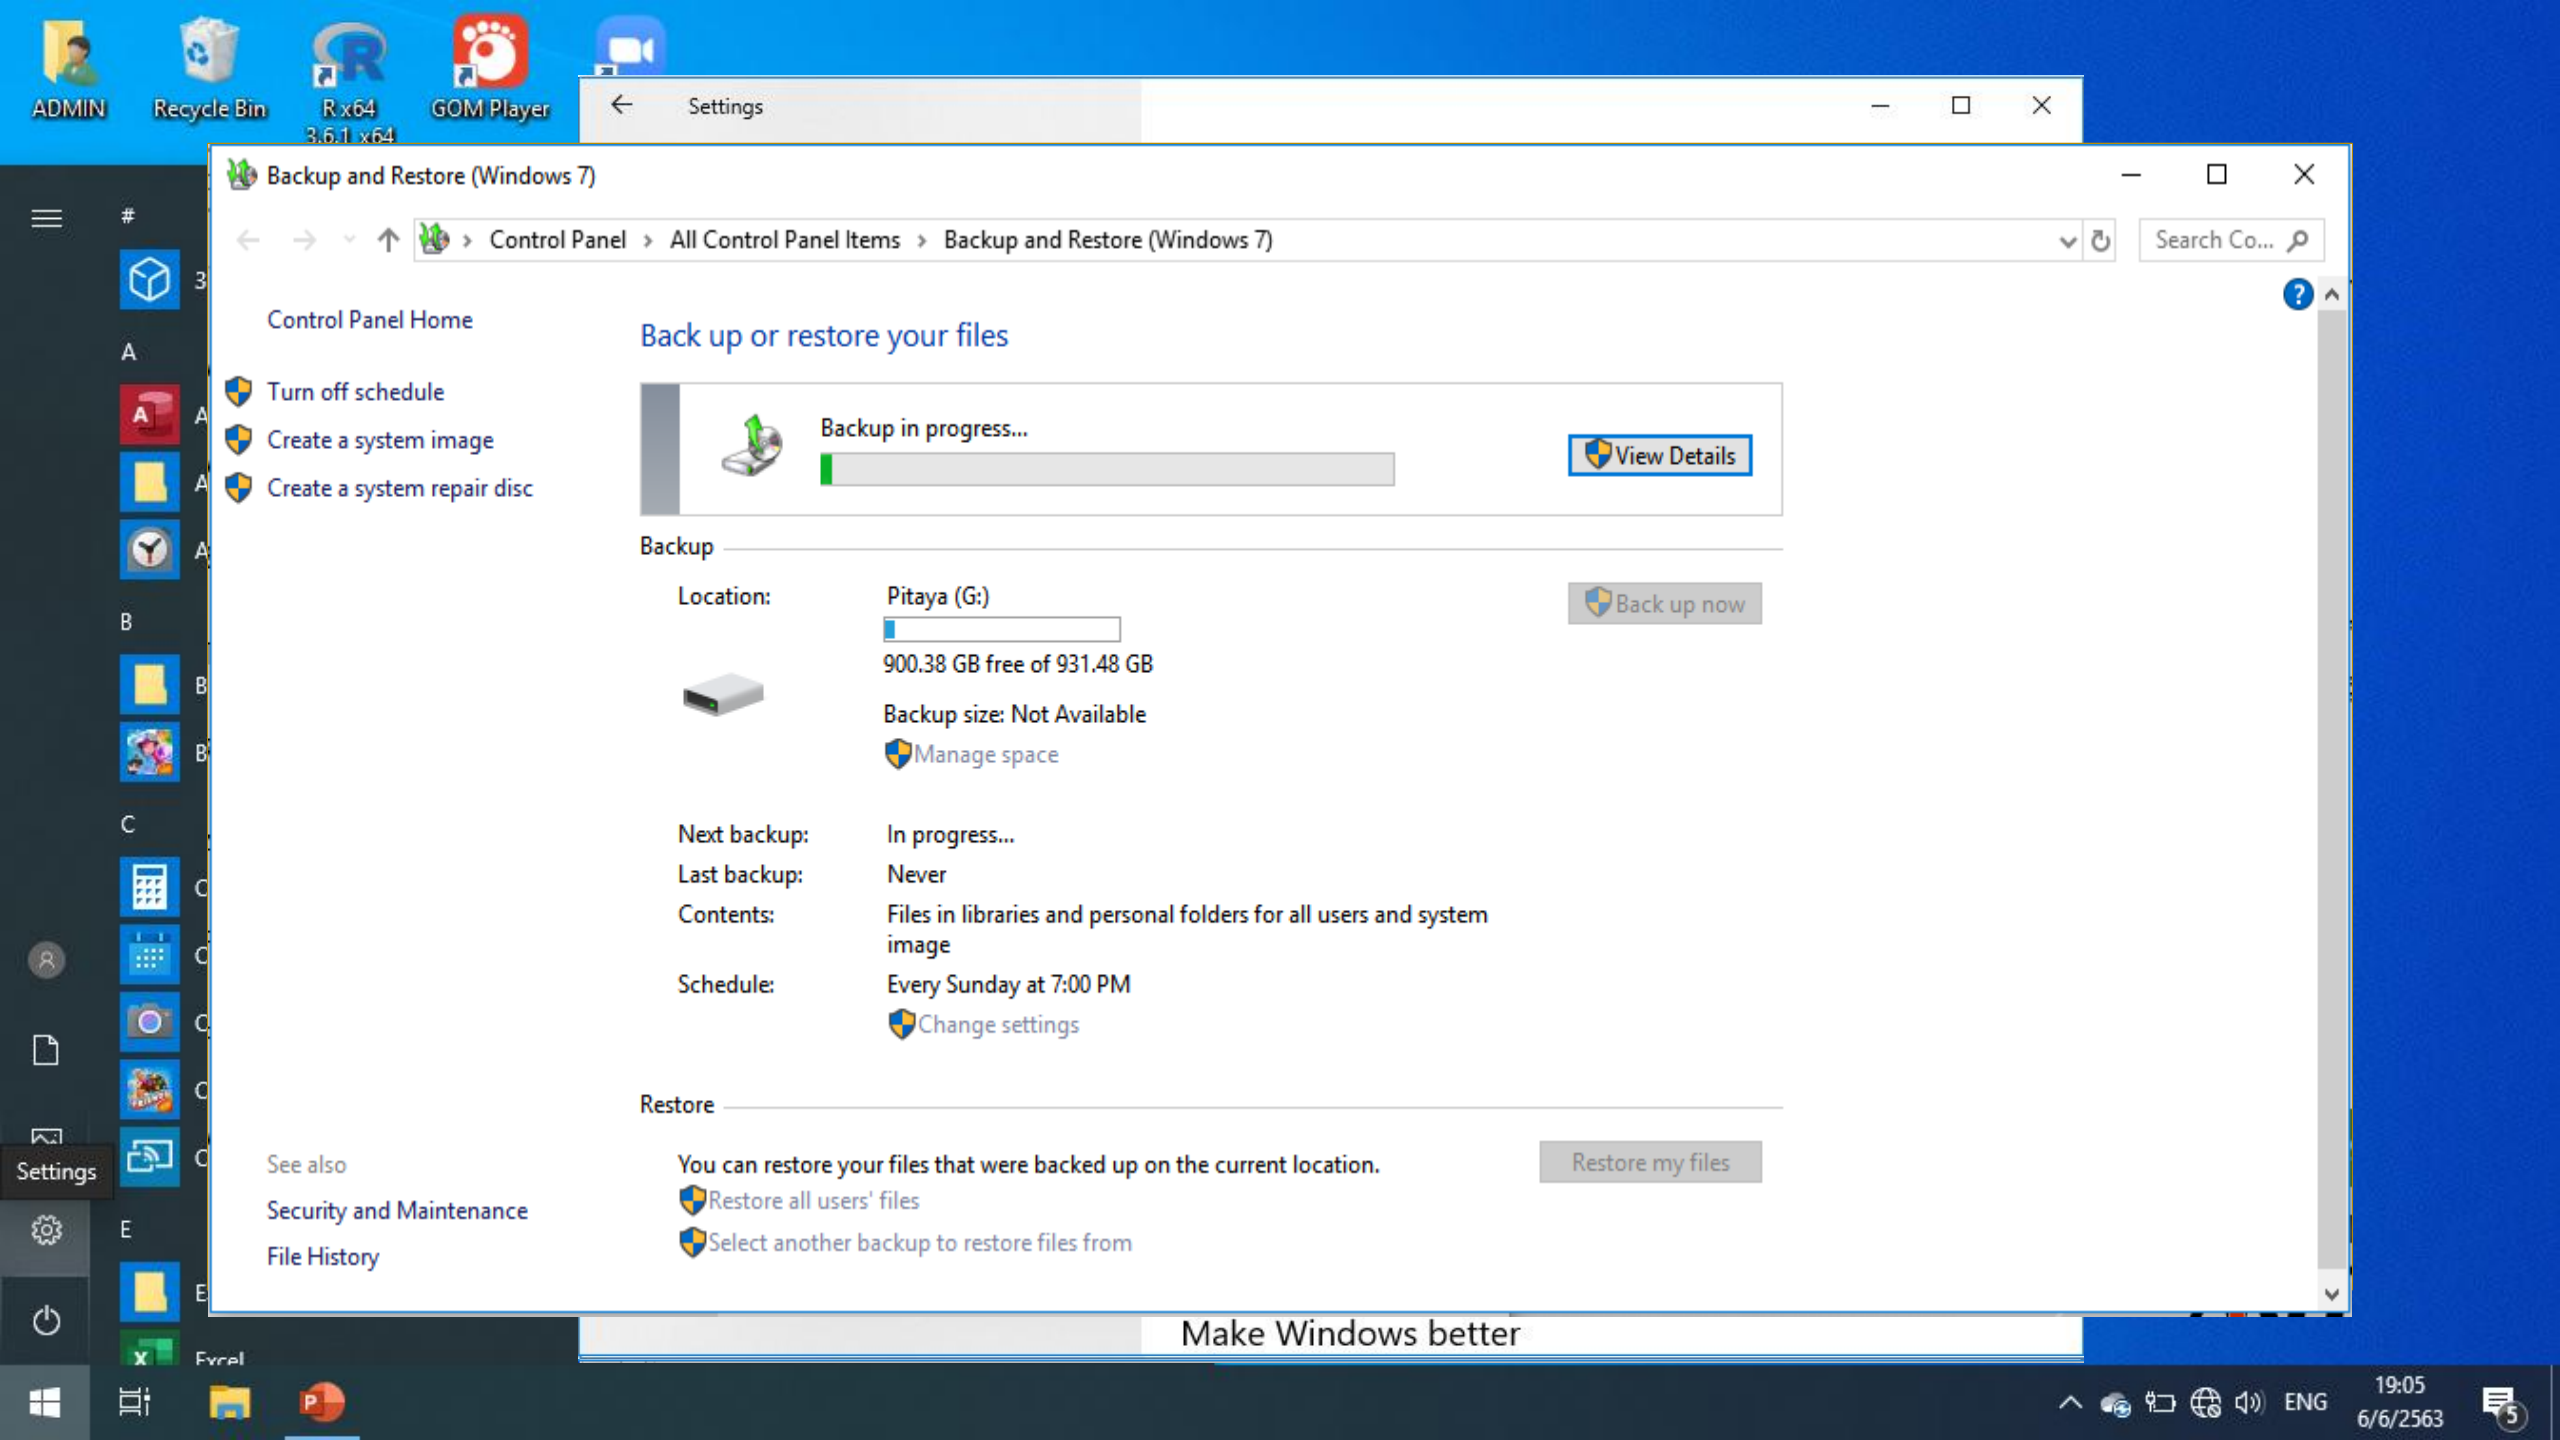 ADMIN
Recycle Bin
R x64
3.6.1 x64
GOM Player
Settings
Backup and Restore (Windows 7)
Control Panel > All Control Panel Items > Backup and Restore (Windows 7)
Search Co...
#
3
Control Panel Home
Back up or restore your files
A
Turn off schedule
A
Create a system image
Backup in progress...
View Details
A
Create a system repair disc
A
Backup
Location:
Pitaya (G:)
Back up now
B
900.38 GB free of 931.48 GB
B
Backup size: Not Available
B
Manage space
C
Next backup:
In progress...
Last backup:
Never
C
Contents:
Files in libraries and personal folders for all users and system
image
C
Schedule:
Every Sunday at 7:00 PM
C
Change settings
C
Restore
C
Settings
See also
You can restore your files that were backed up on the current location.
Restore my files
Restore all users' files
Security and Maintenance
E
Select another backup to restore files from
File History
E
Make Windows better
Excel
ENG
19:05
6/6/2563
5